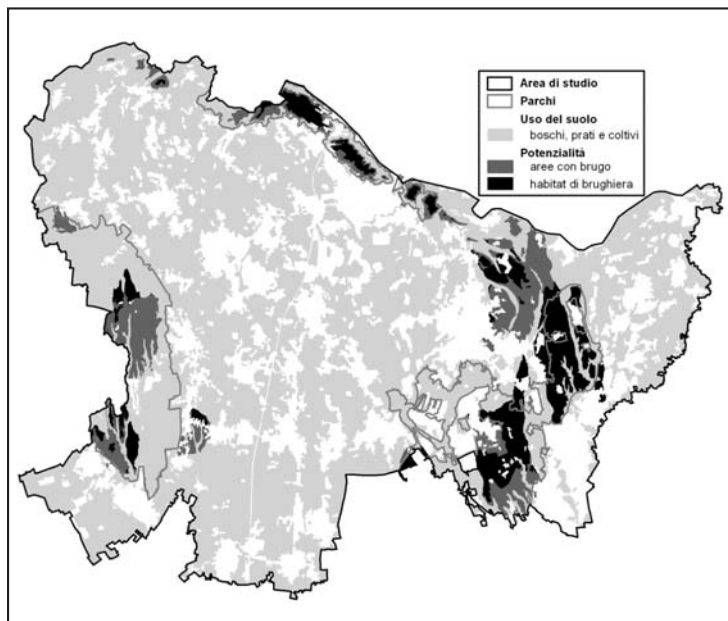 Area di studio
Parchi
Uso del suolo
boschi, prati e coltivi
Potenzialità
aree con brugo
habitat di brughiera